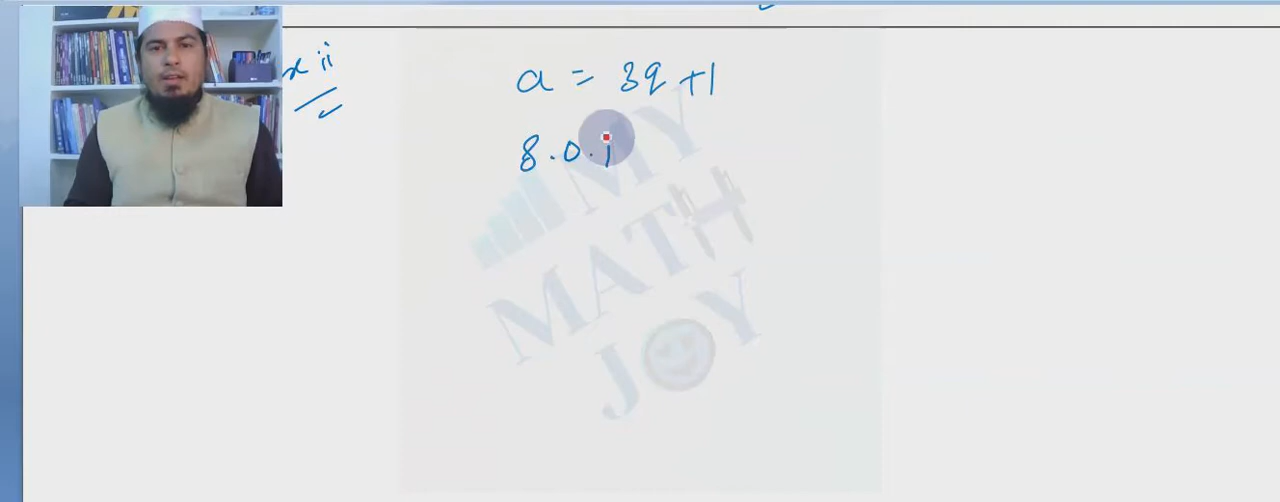 x ii
a = 3q + 1
8.0.
MY
MATH
JOY